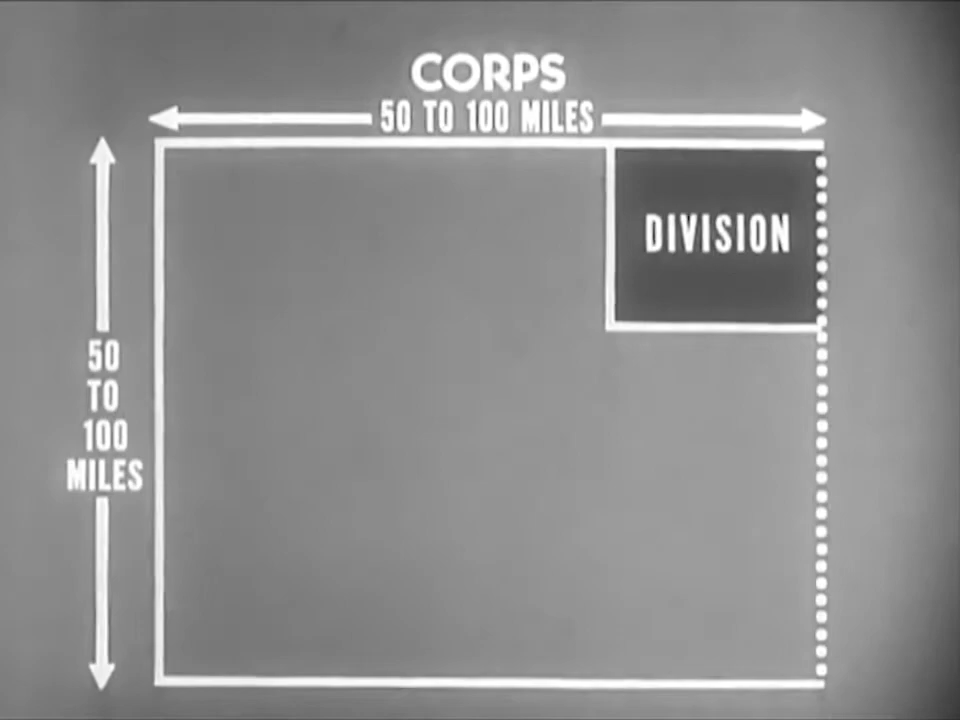 CORPS
50 TO 100 MILES
DIVISION
50
TO
100
MILES